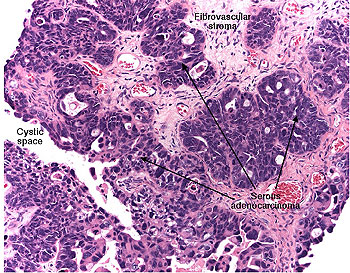 Fibrovascular
stroma
Cystic
space
Serous
adenocarcinoma